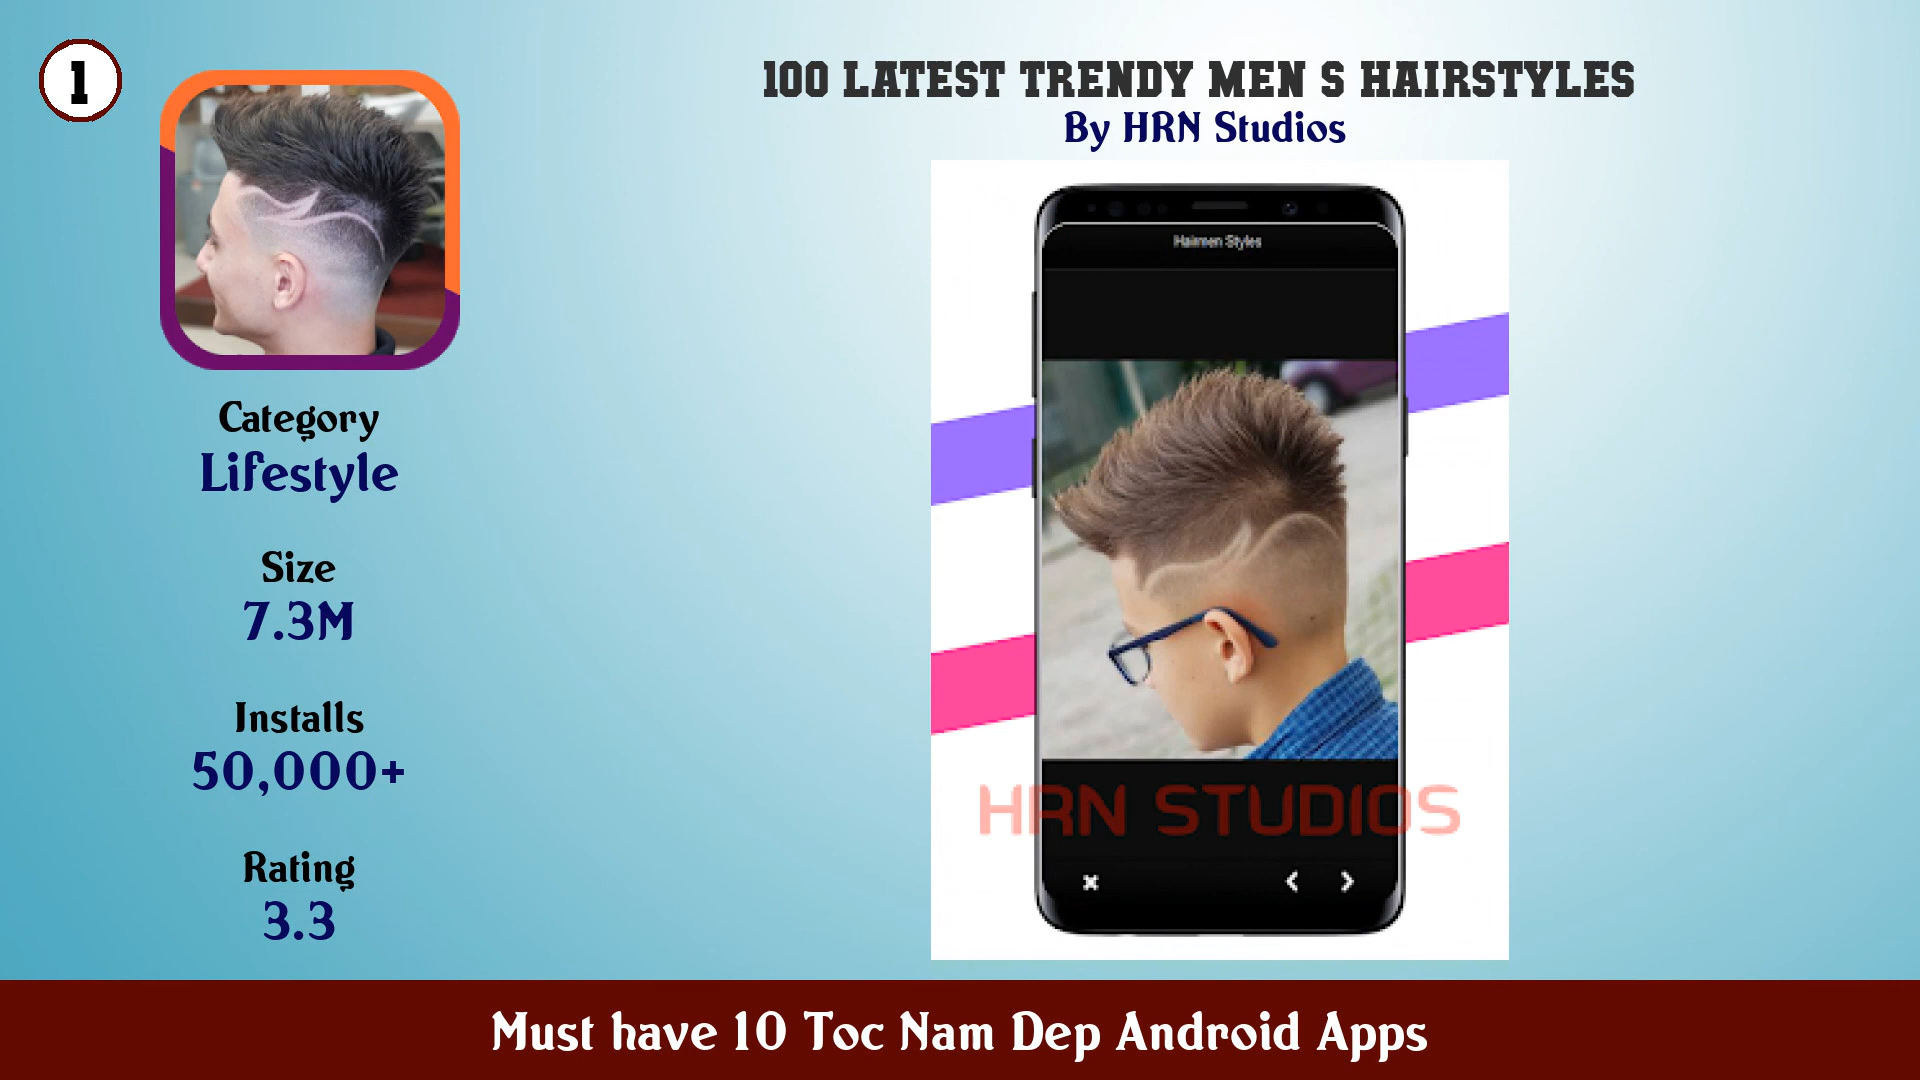 1
100 LATEST TRENDY MEN S HAIRSTYLES
By HRN Studios
Hairmen Styles
Category
Lifestyle
Size
7.3M
Installs
50,000+
Rating
3.3
HRN STUDIOS
Must have 10 Toc Nam Dep Android Apps